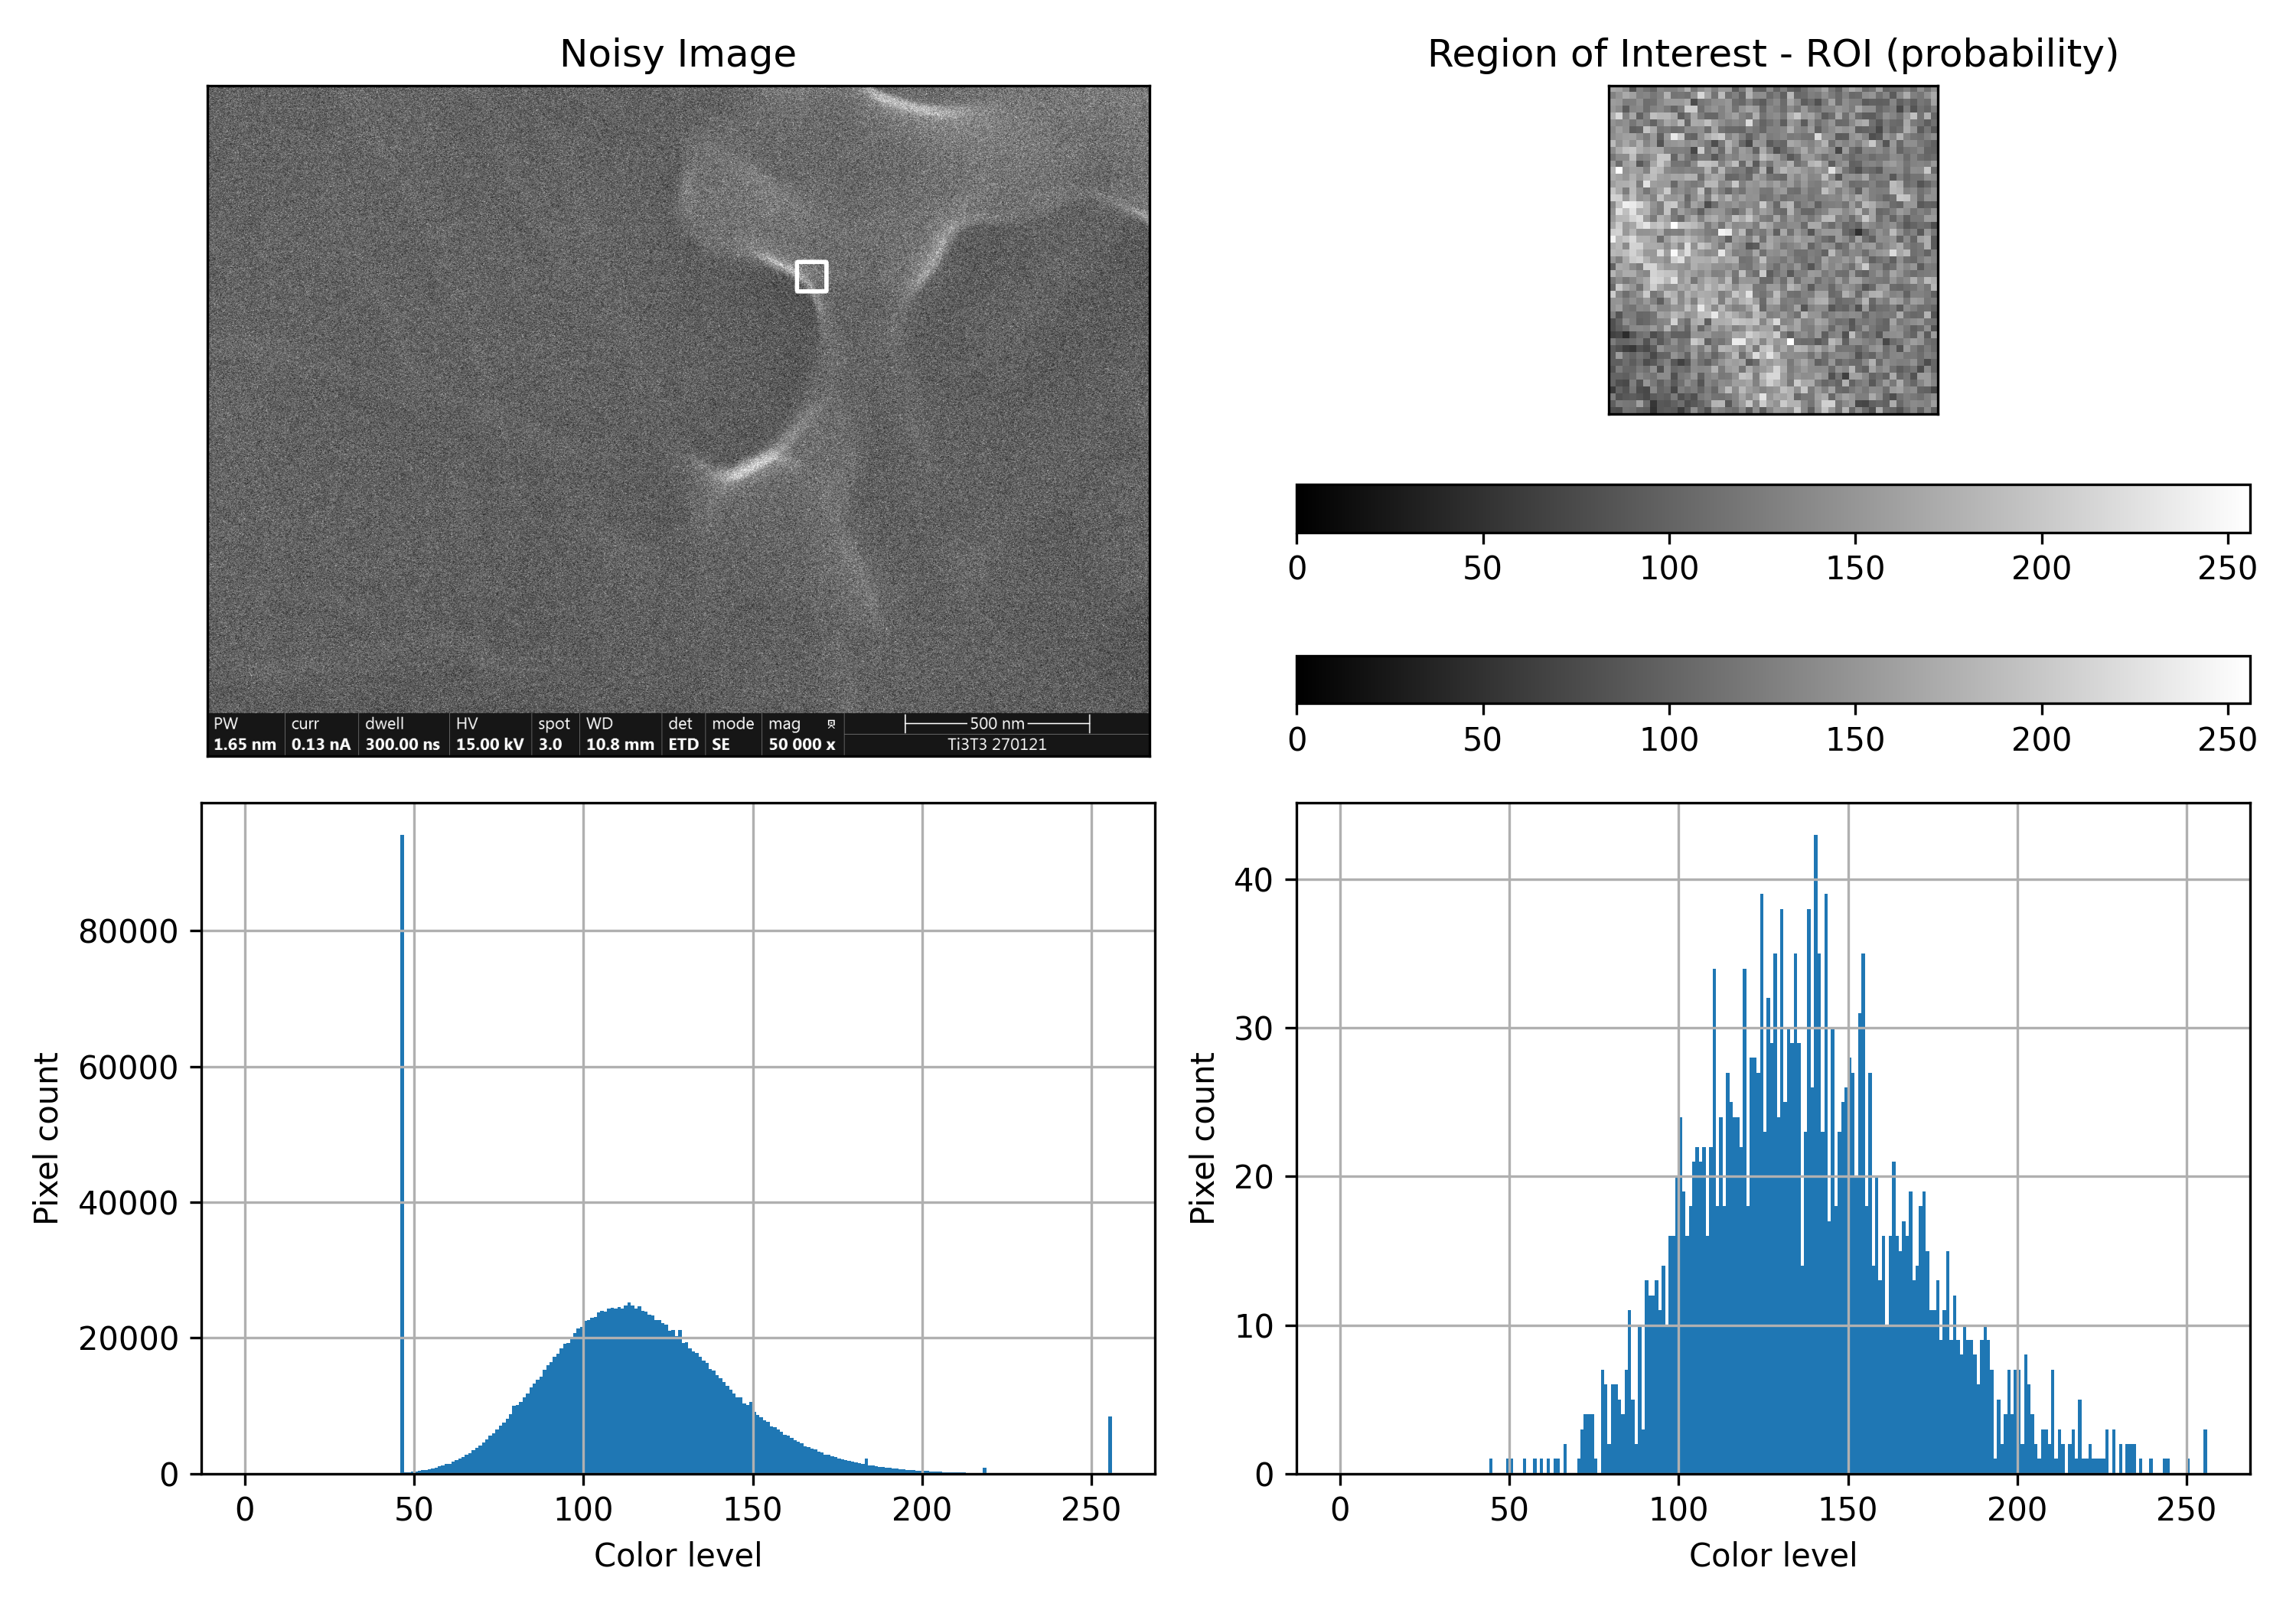 Noisy Image
Region of Interest - ROI (probability)
0 50 100 150 200 250
0 50 100 150 200 250
PW curr dwell HV spot WD det mode mag
1.65 nm 0.13 nA 300.00 ns 15.00 kV 3.0 10.8 mm ETD SE 50 000 x
500 nm
Ti3T3 270121
80000
60000
40000
20000
0
Pixel count
0 50 100 150 200 250
Color level
40
30
20
10
0
Pixel count
0 50 100 150 200 250
Color level